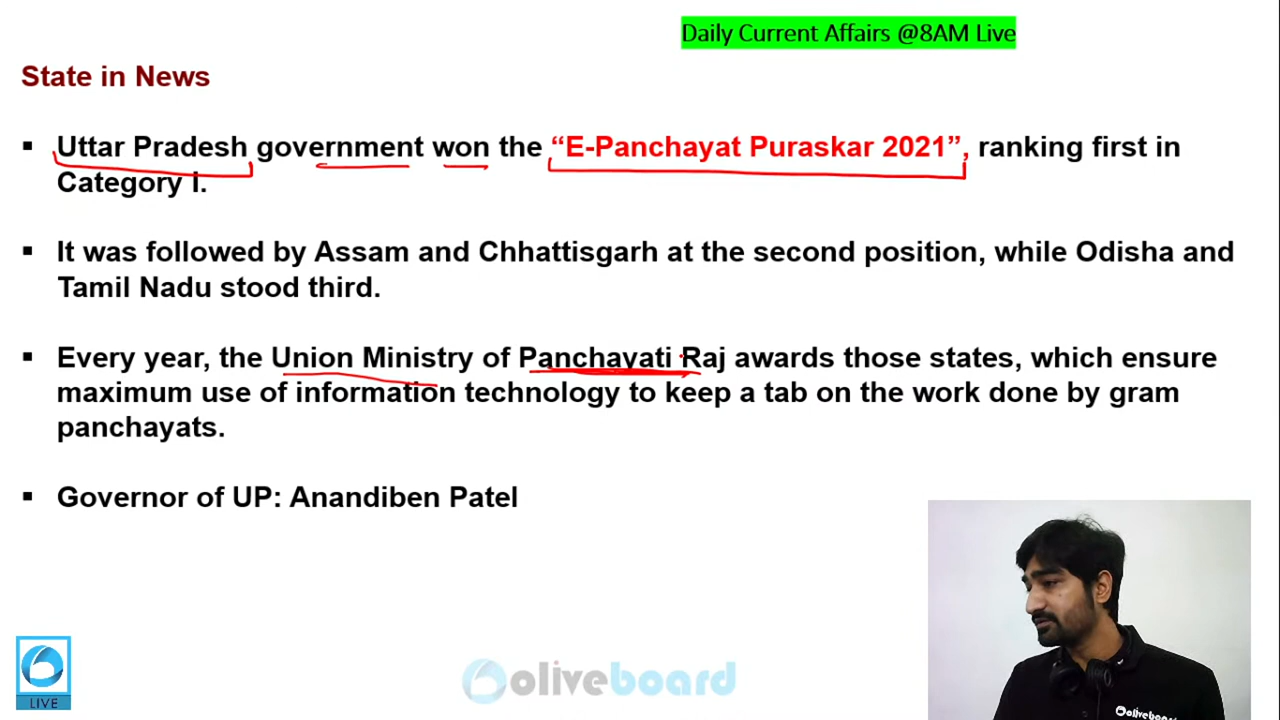 Daily Current Affairs @8AM Live
State in News
▪ Uttar Pradesh government won the “E-Panchayat Puraskar 2021”, ranking first in
Category I.
▪ It was followed by Assam and Chhattisgarh at the second position, while Odisha and
Tamil Nadu stood third.
▪ Every year, the Union Ministry of Panchayati Raj awards those states, which ensure
maximum use of information technology to keep a tab on the work done by gram
panchayats.
▪ Governor of UP: Anandiben Patel
LIVE
oliveboard
oliveboard